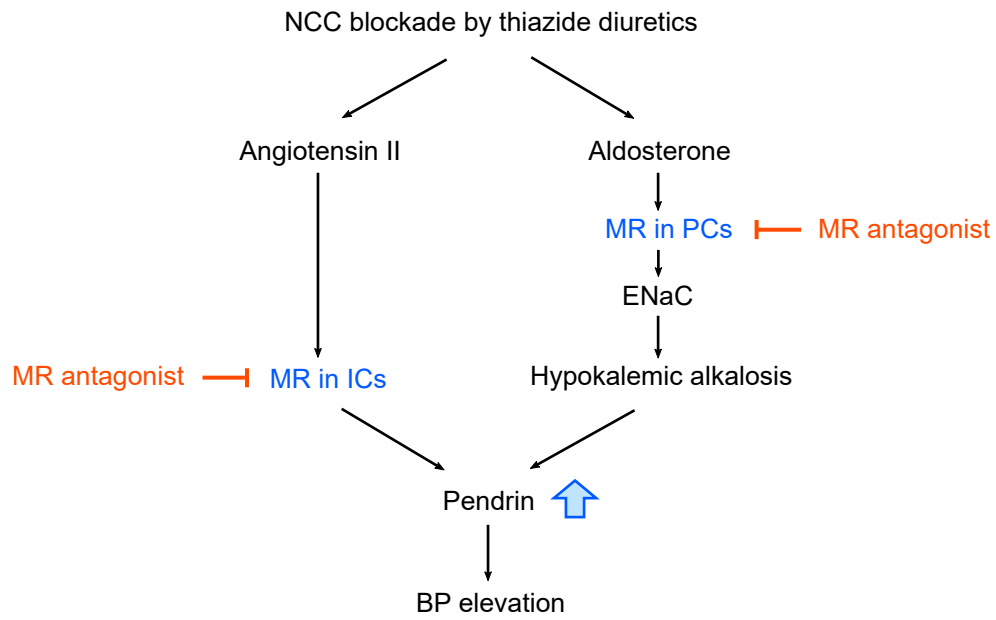 NCC blockade by thiazide diuretics
Angiotensin II
Aldosterone
MR in PCs
MR antagonist
ENaC
MR antagonist
MR in ICs
Hypokalemic alkalosis
Pendrin
BP elevation